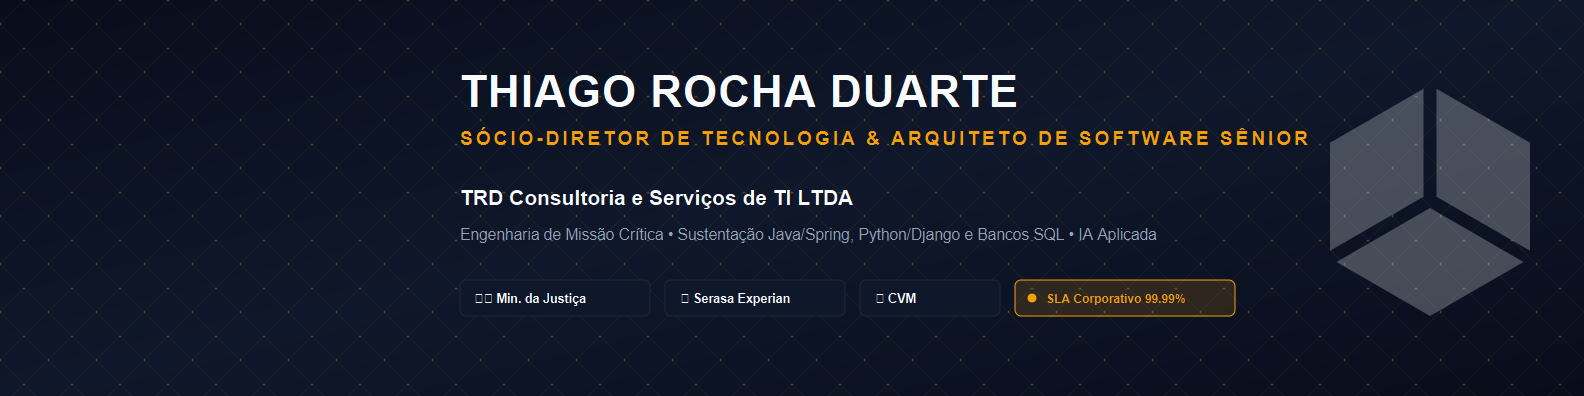 THIAGO ROCHA DUARTE
SÓCIO-DIRETOR DE TECNOLOGIA & ARQUITETO DE SOFTWARE SÊNIOR
TRD Consultoria e Serviços de TI LTDA
Engenharia de Missão Crítica • Sustentação Java/Spring, Python/Django e Bancos SQL • IA Aplicada
Min. da Justiça
Serasa Experian
CVM
SLA Corporativo 99.99%